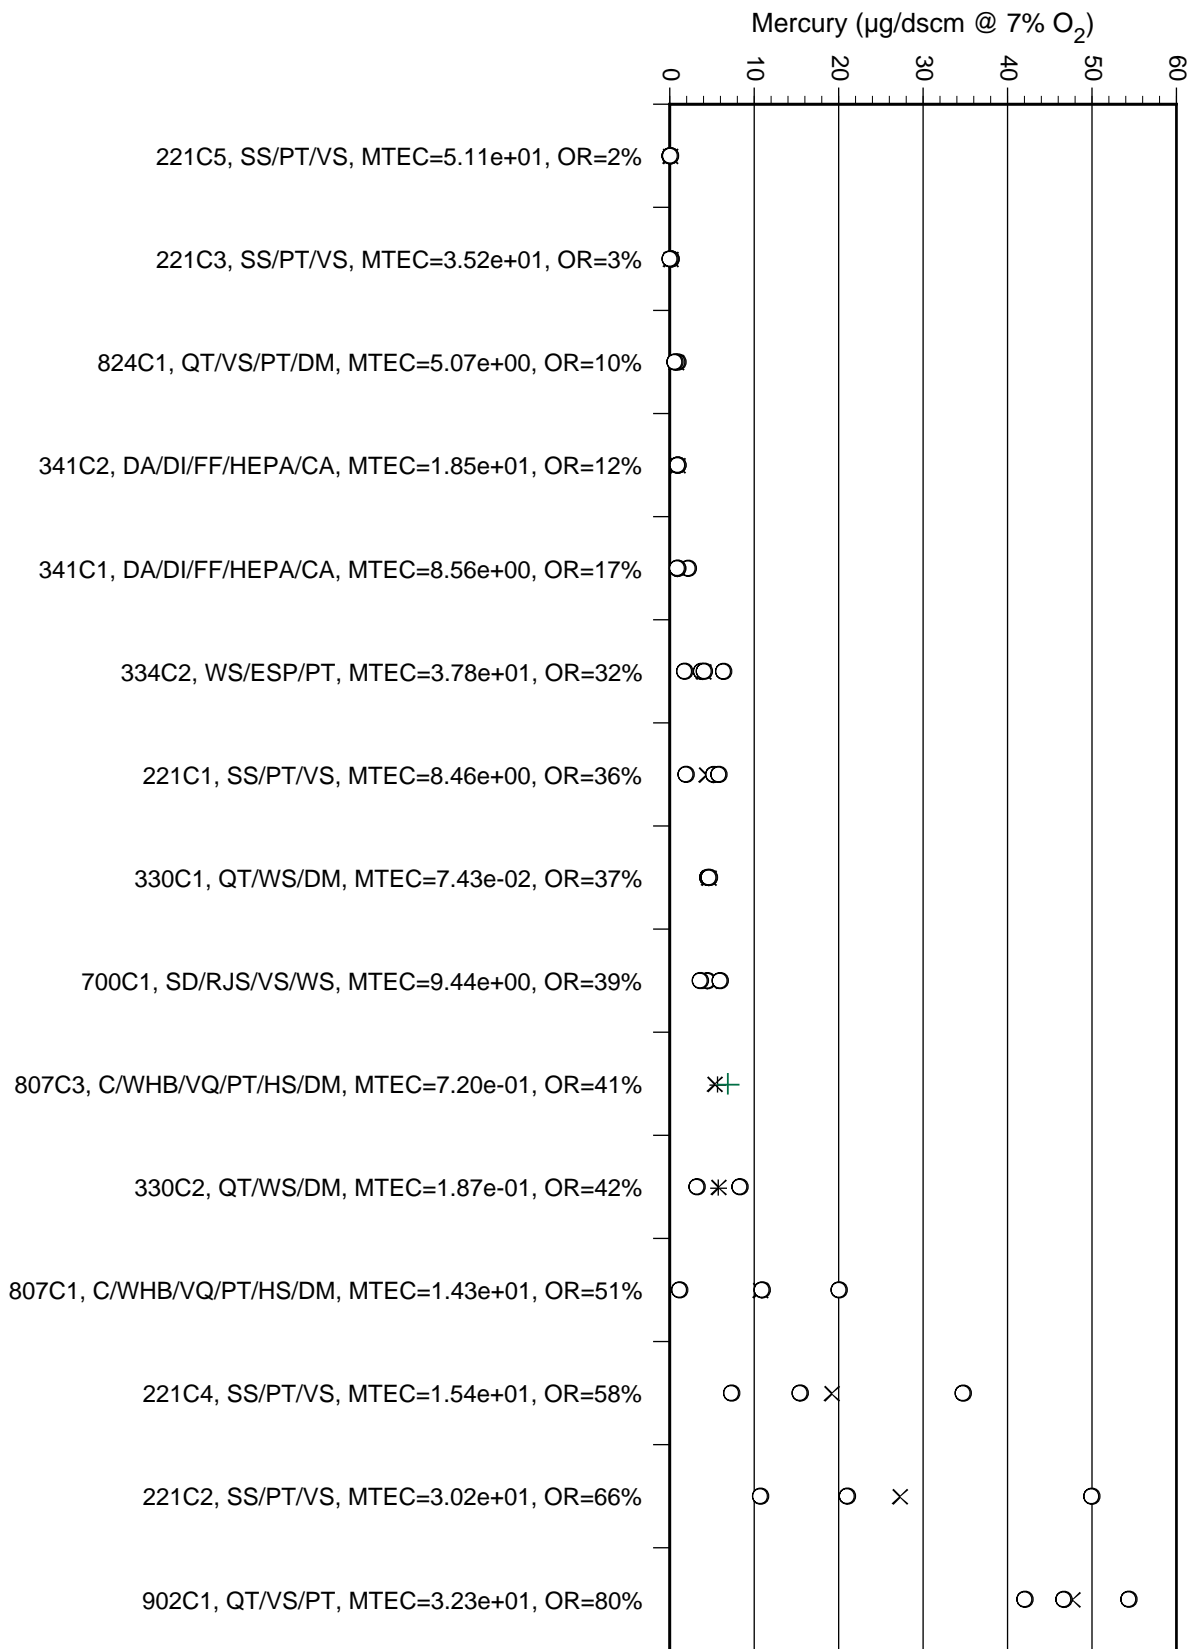 Mercury (µg/dscm @ 7% O2)
0 10 20 30 40 50 60
221C5, SS/PT/VS, MTEC=5.11e+01, OR=2%
221C3, SS/PT/VS, MTEC=3.52e+01, OR=3%
824C1, QT/VS/PT/DM, MTEC=5.07e+00, OR=10%
341C2, DA/DI/FF/HEPA/CA, MTEC=1.85e+01, OR=12%
341C1, DA/DI/FF/HEPA/CA, MTEC=8.56e+00, OR=17%
334C2, WS/ESP/PT, MTEC=3.78e+01, OR=32%
221C1, SS/PT/VS, MTEC=8.46e+00, OR=36%
330C1, QT/WS/DM, MTEC=7.43e-02, OR=37%
700C1, SD/RJS/VS/WS, MTEC=9.44e+00, OR=39%
807C3, C/WHB/VQ/PT/HS/DM, MTEC=7.20e-01, OR=41%
330C2, QT/WS/DM, MTEC=1.87e-01, OR=42%
807C1, C/WHB/VQ/PT/HS/DM, MTEC=1.43e+01, OR=51%
221C4, SS/PT/VS, MTEC=1.54e+01, OR=58%
221C2, SS/PT/VS, MTEC=3.02e+01, OR=66%
902C1, QT/VS/PT, MTEC=3.23e+01, OR=80%